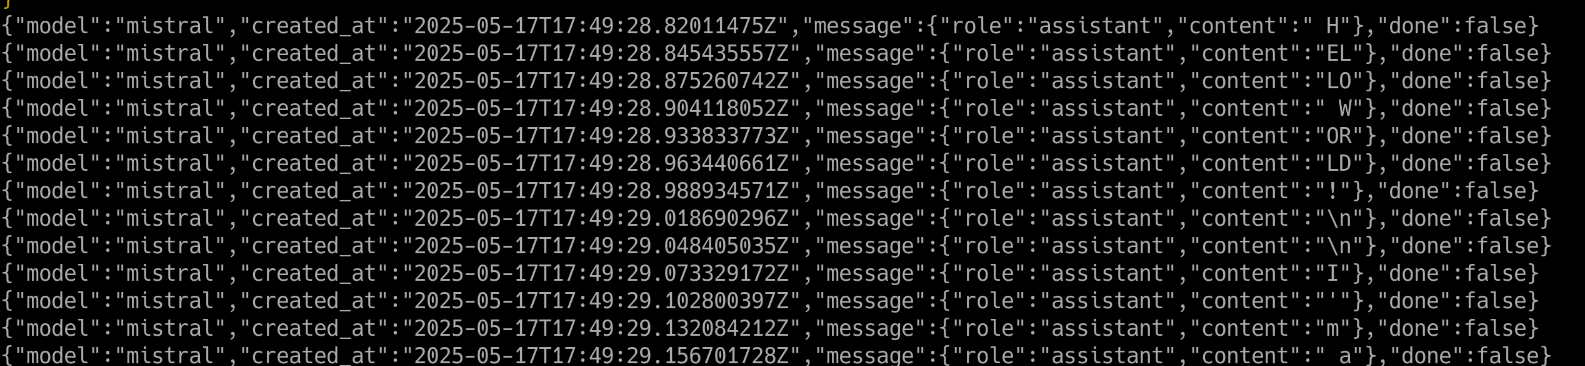 }
{"model":"mistral","created_at":"2025-05-17T17:49:28.82011475Z","message":{"role":"assistant","content":" H"},"done":false}
{"model":"mistral","created_at":"2025-05-17T17:49:28.845435557Z","message":{"role":"assistant","content":"EL"},"done":false}
{"model":"mistral","created_at":"2025-05-17T17:49:28.875260742Z","message":{"role":"assistant","content":"LO"},"done":false}
{"model":"mistral","created_at":"2025-05-17T17:49:28.904118052Z","message":{"role":"assistant","content":" W"},"done":false}
{"model":"mistral","created_at":"2025-05-17T17:49:28.933833773Z","message":{"role":"assistant","content":"OR"},"done":false}
{"model":"mistral","created_at":"2025-05-17T17:49:28.963440661Z","message":{"role":"assistant","content":"LD"},"done":false}
{"model":"mistral","created_at":"2025-05-17T17:49:28.988934571Z","message":{"role":"assistant","content":"!"},"done":false}
{"model":"mistral","created_at":"2025-05-17T17:49:29.018690296Z","message":{"role":"assistant","content":"\n"},"done":false}
{"model":"mistral","created_at":"2025-05-17T17:49:29.048405035Z","message":{"role":"assistant","content":"\n"},"done":false}
{"model":"mistral","created_at":"2025-05-17T17:49:29.073329172Z","message":{"role":"assistant","content":"I"},"done":false}
{"model":"mistral","created_at":"2025-05-17T17:49:29.102800397Z","message":{"role":"assistant","content":"'"},"done":false}
{"model":"mistral","created_at":"2025-05-17T17:49:29.132084212Z","message":{"role":"assistant","content":"m"},"done":false}
{"model":"mistral","created_at":"2025-05-17T17:49:29.156701728Z","message":{"role":"assistant","content":" a"},"done":false}